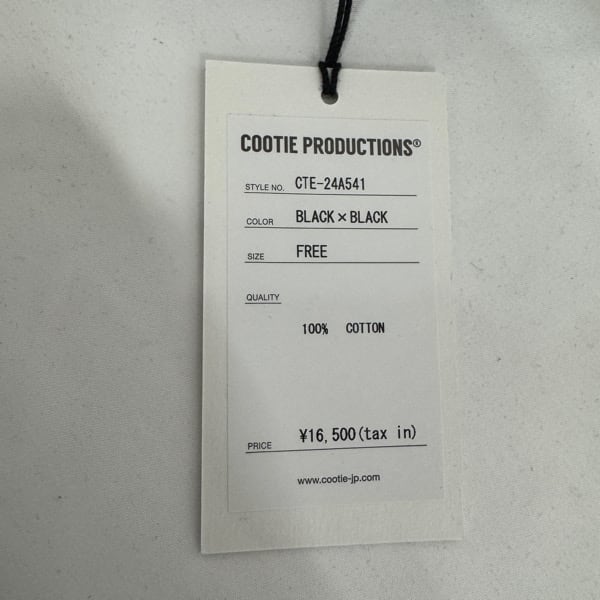 COOTIE PRODUCTIONS®
STYLE NO. CTE-24A541
COLOR BLACK×BLACK
SIZE FREE
QUALITY
100% COTTON
PRICE ¥16,500(tax in)
www.cootie-jp.com